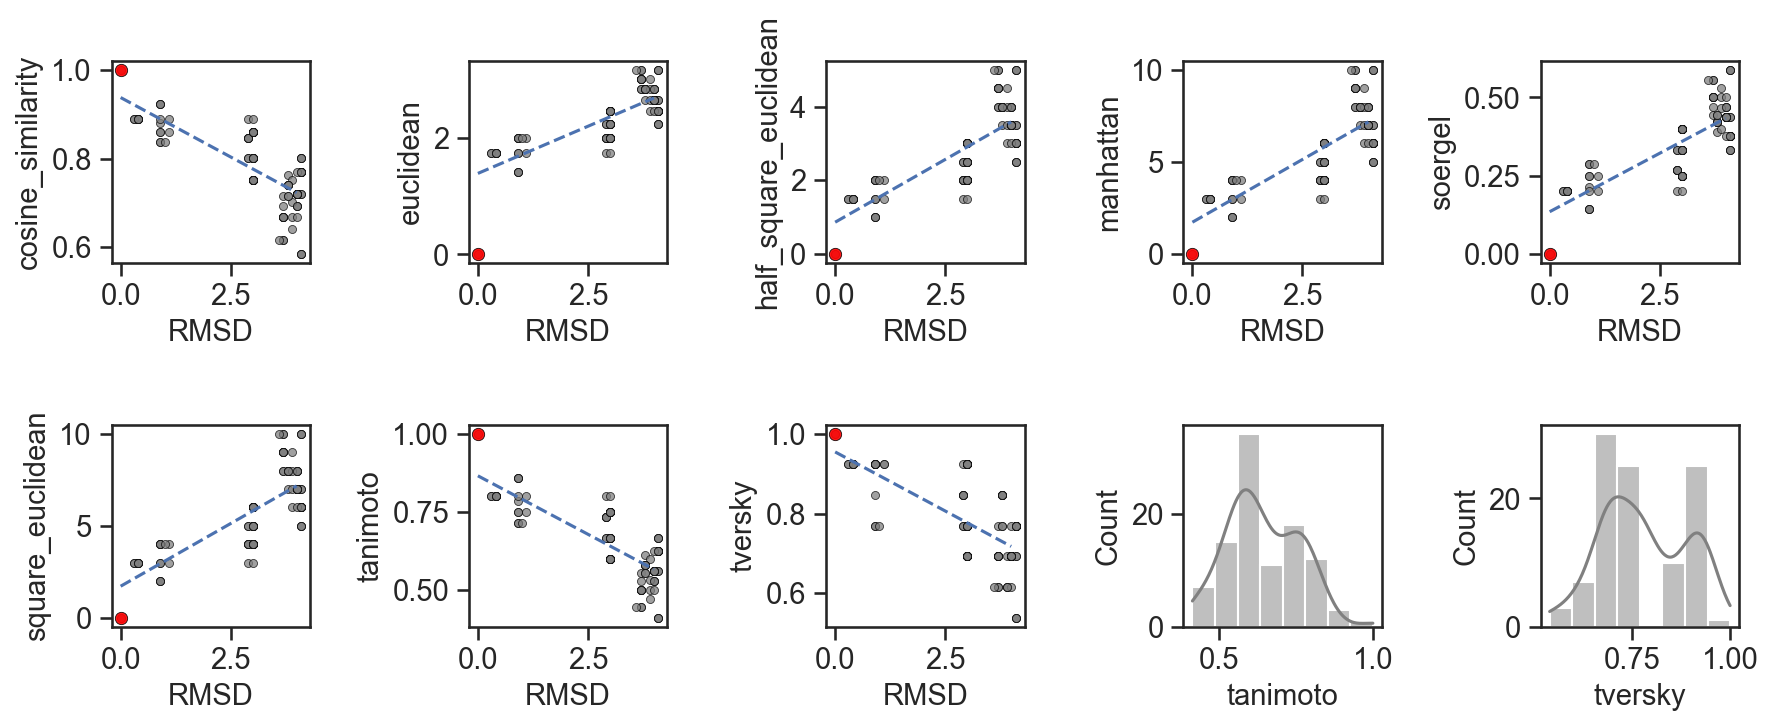 cosine_similarity
1.0
0.8
0.6
0.0 2.5
RMSD
euclidean
2
0
0.0 2.5
RMSD
half_square_euclidean
4
2
0
0.0 2.5
RMSD
manhattan
10
5
0
0.0 2.5
RMSD
soergel
0.50
0.25
0.00
0.0 2.5
RMSD
square_euclidean
10
5
0
0.0 2.5
RMSD
tanimoto
1.00
0.75
0.50
0.0 2.5
RMSD
tversky
1.0
0.8
0.6
0.0 2.5
RMSD
Count
20
0
0.5 1.0
tanimoto
Count
20
0
0.75 1.00
tversky